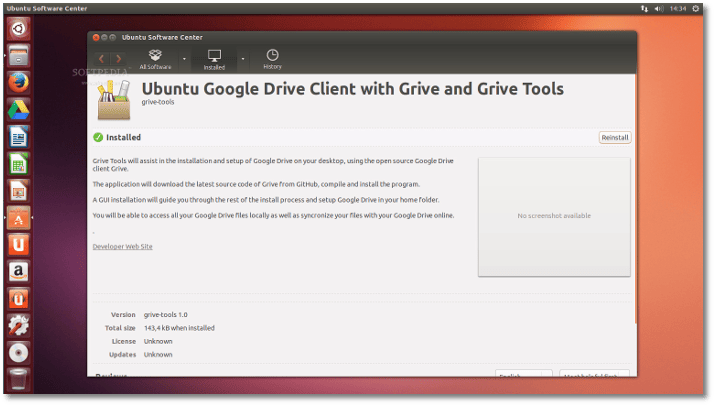 Ubuntu Software Center
14:34
Ubuntu Software Center
All Software
Installed
History
SOFTPEDIA
Ubuntu Google Drive Client with Grive and Grive Tools
grive-tools
Installed
Reinstall
Grive Tools will assist in the installation and setup of Google Drive on your desktop, using the open source Google Drive
client Grive.
The application will download the latest source code of Grive from GitHub, compile and install the program.
A GUI installation will guide you through the rest of the install process and setup Google Drive in your home folder.
You will be able to access all your Google Drive files locally as well as syncronize your files with your Google Drive online.
.
Developer Web Site
No screenshot available
Version grive-tools 1.0
Total size 143,4 kB when installed
License Unknown
Updates Unknown
Reviews
English
Most helpful first